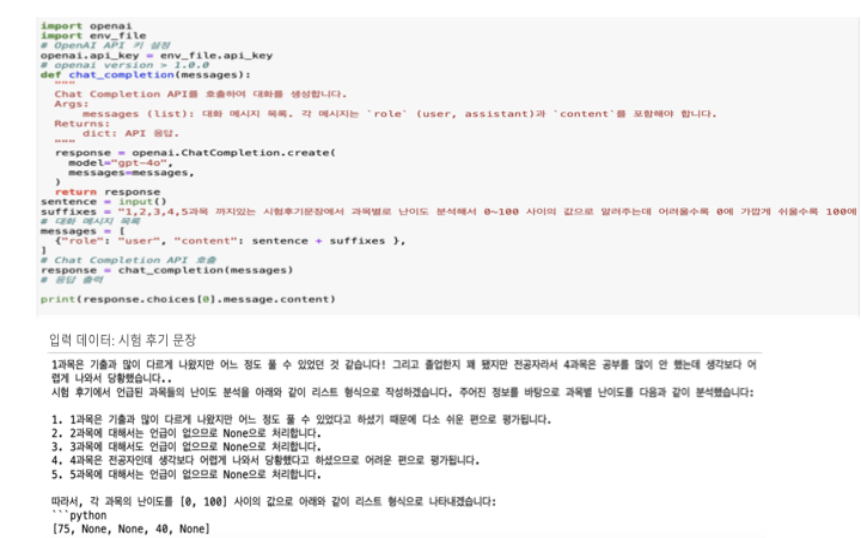 import openai
import env_file
# OpenAI API 키 설정
openai.api_key = env_file.api_key
# openai version > 1.0.0
def chat_completion(messages):
"""
Chat Completion API를 호출하여 대화를 생성합니다.
Args:
messages (list): 대화 메시지 목록. 각 메시지는 `role` (user, assistant)과 `content`를 포함해야 합니다.
Returns:
dict: API 응답.
"""
response = openai.ChatCompletion.create(
model="gpt-4o",
messages=messages,
)
return response
sentence = input()
suffixes = "1,2,3,4,5과목 까지있는 시험후기문장에서 과목별로 난이도 분석해서 0~100 사이의 값으로 알려주는데 어려울수록 0에 가깝게 쉬울수록 100에
# 대화 메시지 목록
messages = [
{"role": "user", "content": sentence + suffixes },
]
# Chat Completion API 호출
response = chat_completion(messages)
# 응답 출력
print(response.choices[0].message.content)
입력 데이터: 시험 후기 문장
1과목은 기출과 많이 다르게 나왔지만 어느 정도 풀 수 있었던 것 같습니다! 그리고 졸업한지 꽤 됐지만 전공자라서 4과목은 공부를 많이 안 했는데 생각보다 어
렵게 나와서 당황했습니다..
시험 후기에서 언급된 과목들의 난이도 분석을 아래와 같이 리스트 형식으로 작성하겠습니다. 주어진 정보를 바탕으로 과목별 난이도를 다음과 같이 분석했습니다:
1. 1과목은 기출과 많이 다르게 나왔지만 어느 정도 풀 수 있었다고 하셨기 때문에 다소 쉬운 편으로 평가됩니다.
2. 2과목에 대해서는 언급이 없으므로 None으로 처리합니다.
3. 3과목에 대해서도 언급이 없으므로 None으로 처리합니다.
4. 4과목은 전공자인데 생각보다 어렵게 나와서 당황했다고 하셨으므로 어려운 편으로 평가됩니다.
5. 5과목에 대해서는 언급이 없으므로 None으로 처리합니다.
따라서, 각 과목의 난이도를 [0, 100] 사이의 값으로 아래와 같이 리스트 형식으로 나타내겠습니다:
```python
[75, None, None, 40, None]